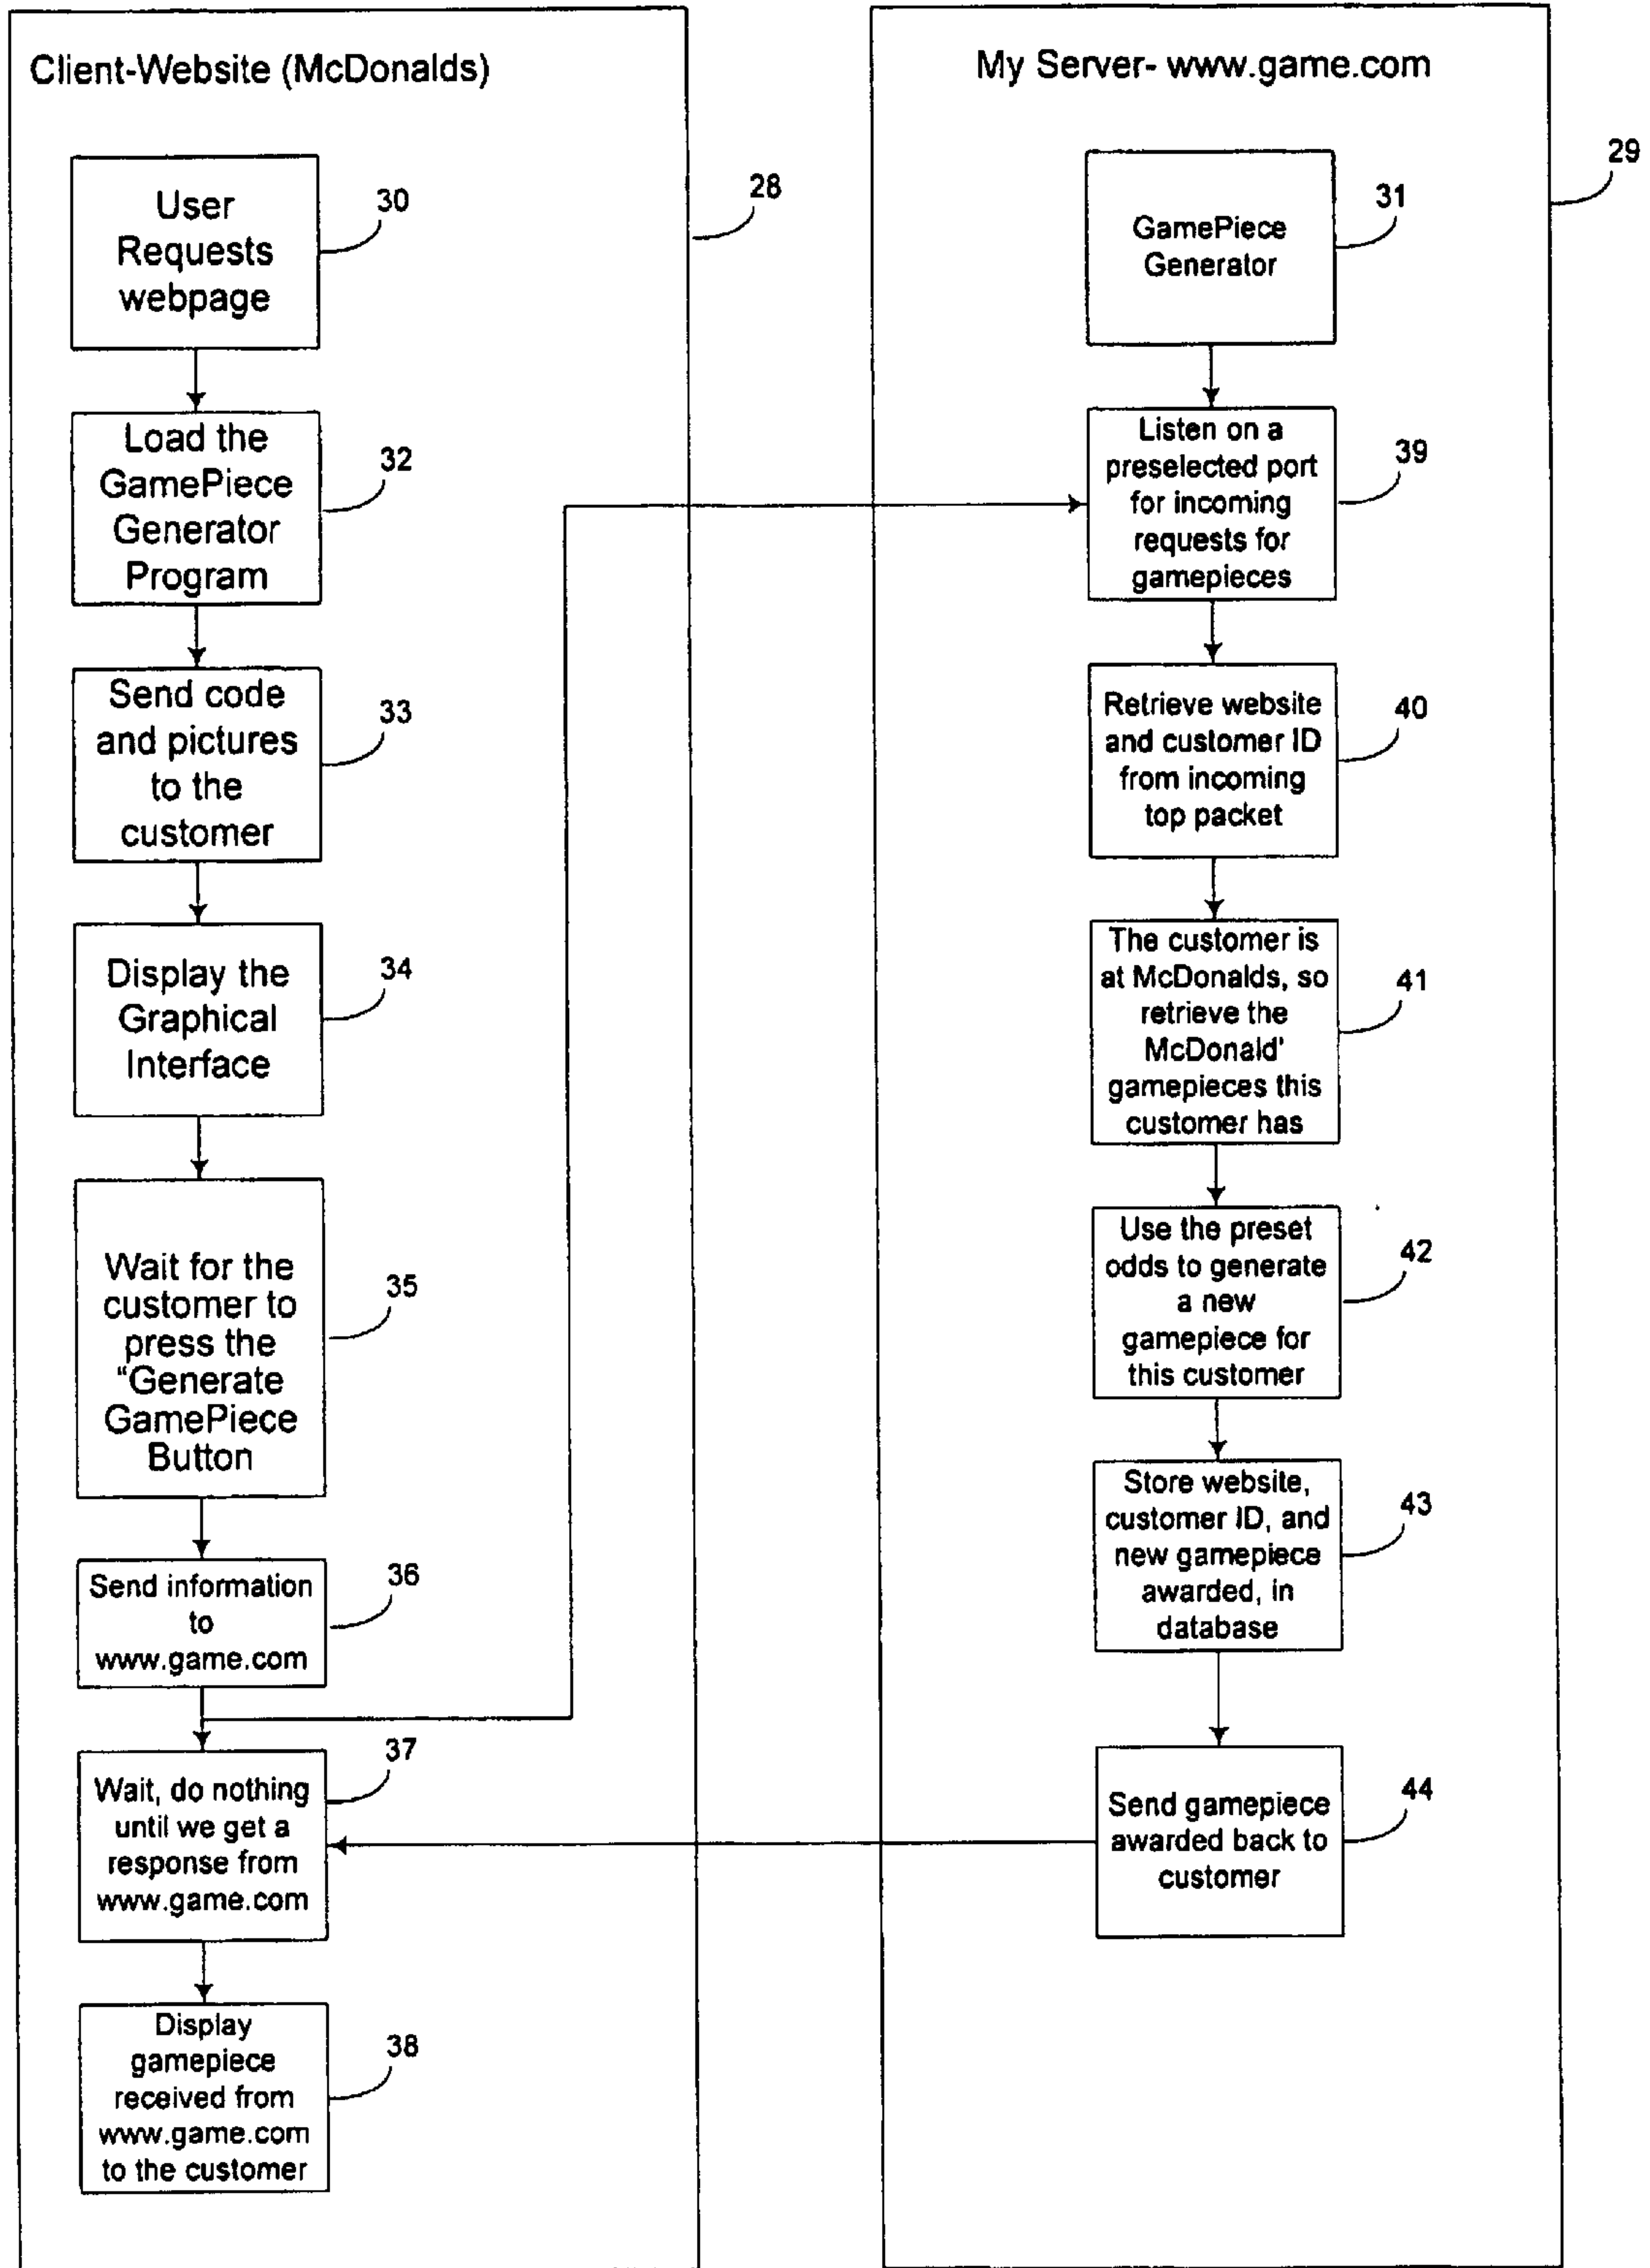 Client-Website (McDonalds)
User
Requests
webpage
30
28
Load the
GamePiece
Generator
Program
32
Send code
and pictures
to the
customer
33
Display the
Graphical
Interface
34
Wait for the
customer to
press the
“Generate
GamePiece
Button
35
Send information
to
www.game.com
36
Wait, do nothing
until we get a
response from
www.game.com
37
Display
gamepiece
received from
www.game.com
to the customer
38
My Server- www.game.com
29
GamePiece
Generator
31
Listen on a
preselected port
for incoming
requests for
gamepieces
39
Retrieve website
and customer ID
from incoming
top packet
40
The customer is
at McDonalds, so
retrieve the
McDonald'
gamepieces this
customer has
41
Use the preset
odds to generate
a new
gamepiece for
this customer
42
Store website,
customer ID, and
new gamepiece
awarded, in
database
43
Send gamepiece
awarded back to
customer
44